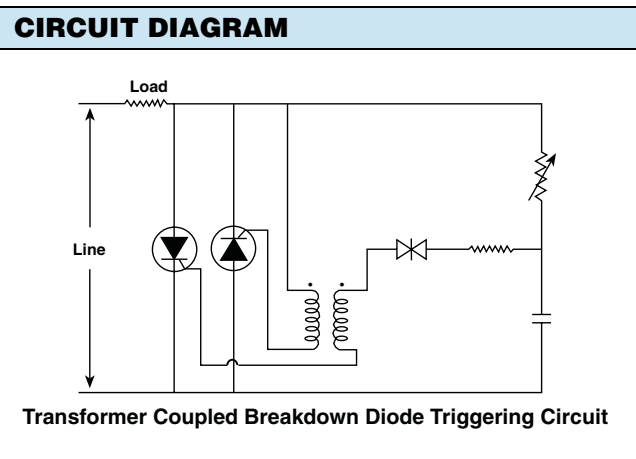 CIRCUIT DIAGRAM
Load
Line
Transformer Coupled Breakdown Diode Triggering Circuit